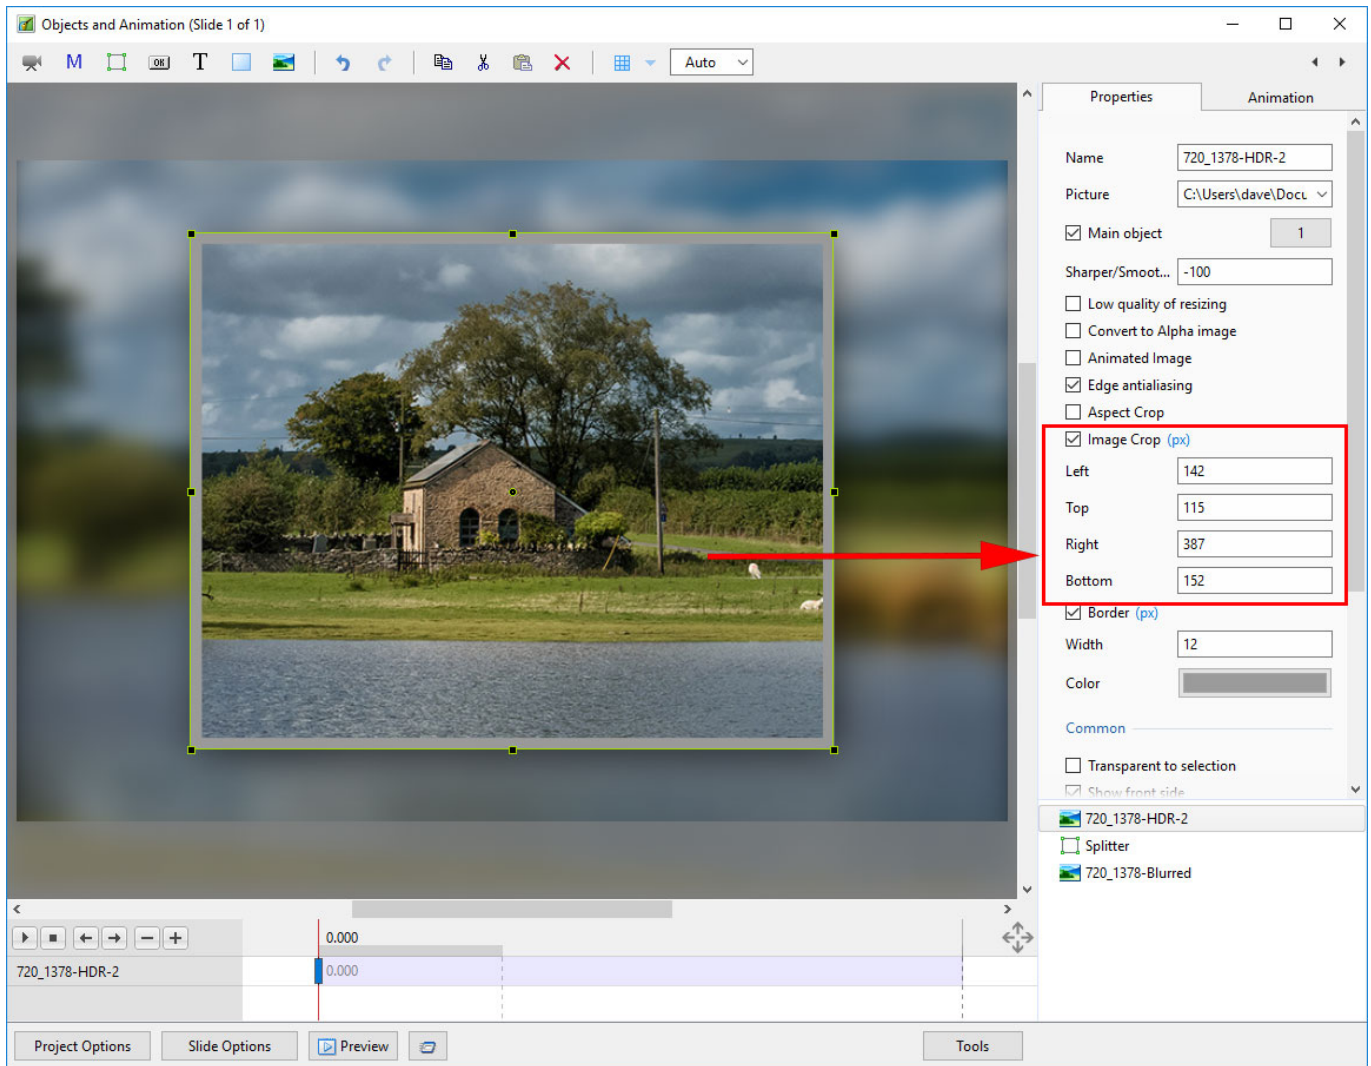 Objects and Animation (Slide 1 of 1)
M OK T Auto
Properties Animation
Name 720_1378-HDR-2
Picture C:\Users\dave\Docu
Main object 1
Sharper/Smoot... -100
Low quality of resizing
Convert to Alpha image
Animated Image
Edge antialiasing
Aspect Crop
Image Crop (px)
Left 142
Top 115
Right 387
Bottom 152
Border (px)
Width 12
Color
Common
Transparent to selection
Show front side
720_1378-HDR-2
Splitter
720_1378-Blurred
0.000
720_1378-HDR-2 0.000
Project Options Slide Options Preview Tools